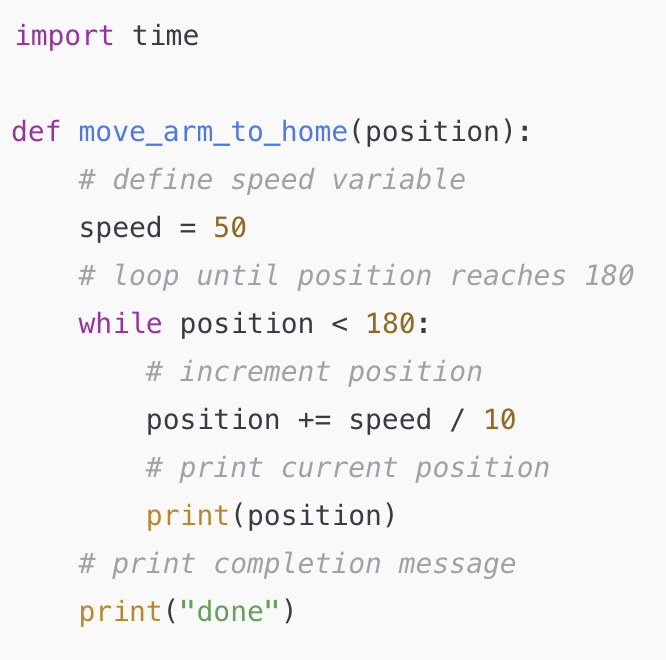 import time

def move_arm_to_home(position):
    # define speed variable
    speed = 50
    # loop until position reaches 180
    while position < 180:
        # increment position
        position += speed / 10
        # print current position
        print(position)
    # print completion message
    print("done")